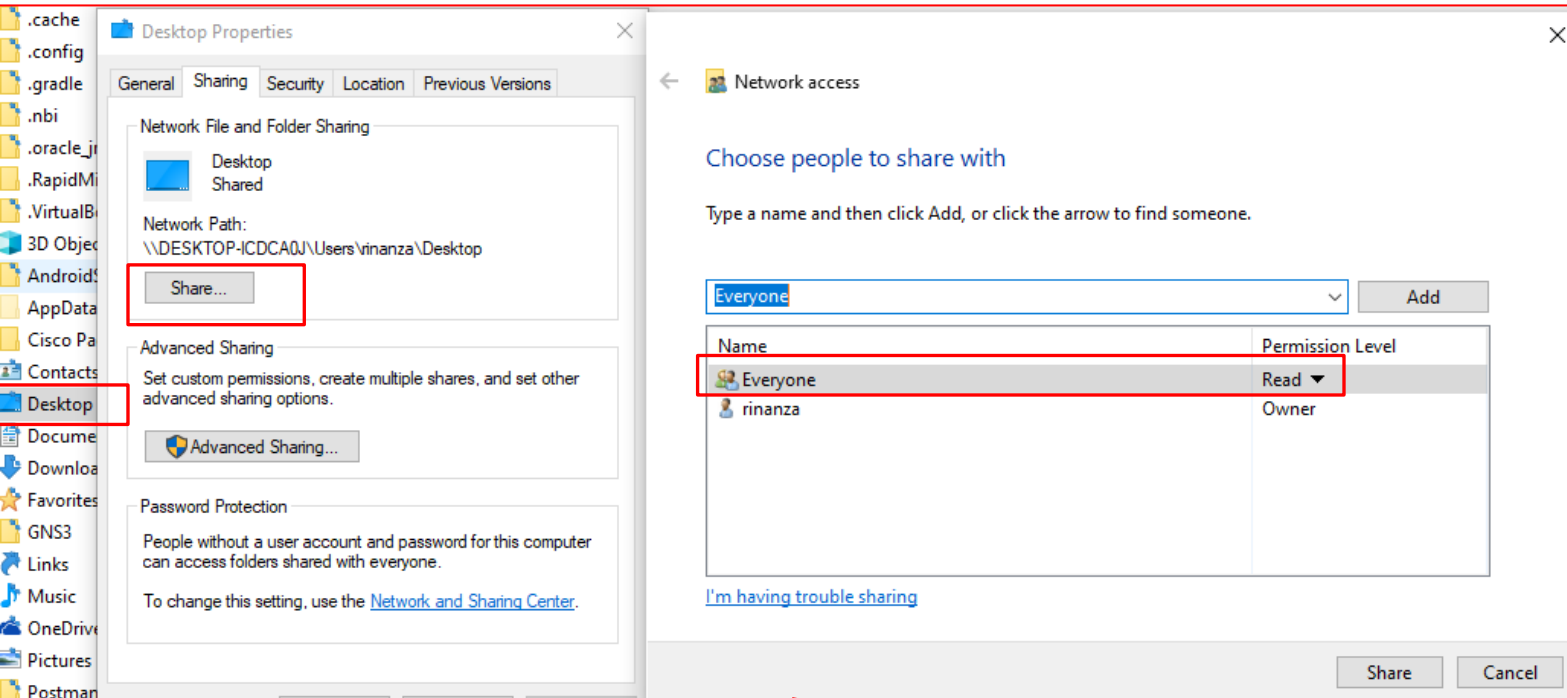 .cache
.config
.gradle
.nbi
.oracle_jr
.RapidMi
.VirtualB
3D Objec
AndroidS
AppData
Cisco Pa
Contacts
Desktop
Docume
Downloa
Favorites
GNS3
Links
Music
OneDrive
Pictures
Postman
Desktop Properties
General
Sharing
Security
Location
Previous Versions
Network File and Folder Sharing
Desktop
Shared
Network Path:
\\DESKTOP-ICDCA0J\Users\rinanza\Desktop
Share...
Advanced Sharing
Set custom permissions, create multiple shares, and set other
advanced sharing options.
Advanced Sharing...
Password Protection
People without a user account and password for this computer
can access folders shared with everyone.
To change this setting, use the Network and Sharing Center.
Network access
Choose people to share with
Type a name and then click Add, or click the arrow to find someone.
Everyone
Add
Name Permission Level
Everyone Read
rinanza Owner
I'm having trouble sharing
Share
Cancel